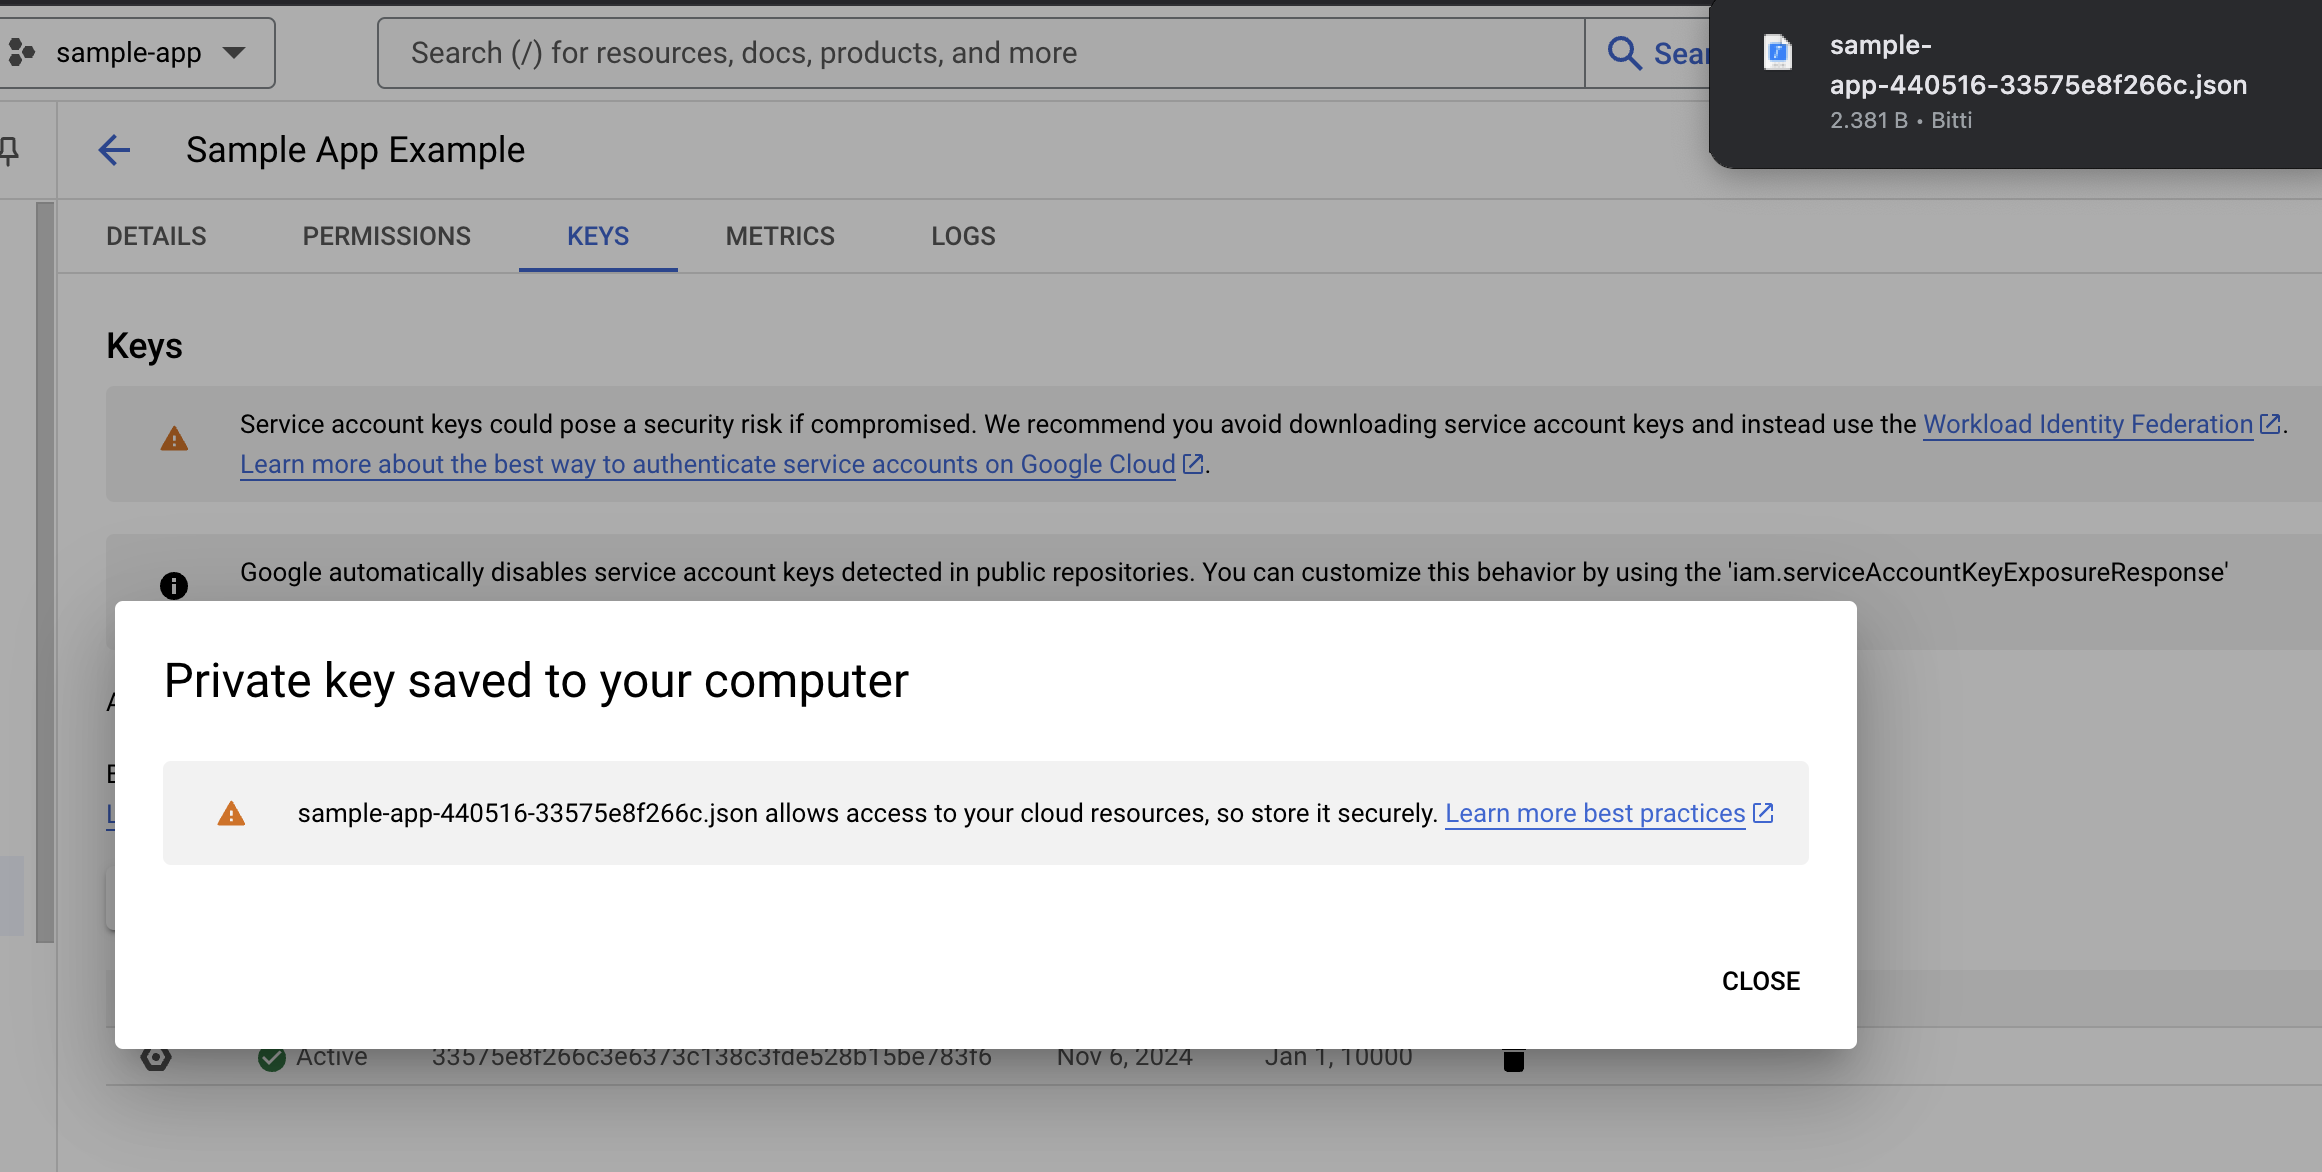 sample-app
Search (/) for resources, docs, products, and more
sample-
app-440516-33575e8f266c.json
2.381 B • Bitti
Sample App Example
DETAILS PERMISSIONS KEYS METRICS LOGS
Keys
Service account keys could pose a security risk if compromised. We recommend you avoid downloading service account keys and instead use the Workload Identity Federation.
Learn more about the best way to authenticate service accounts on Google Cloud.
Google automatically disables service account keys detected in public repositories. You can customize this behavior by using the 'iam.serviceAccountKeyExposureResponse'
Private key saved to your computer
sample-app-440516-33575e8f266c.json allows access to your cloud resources, so store it securely. Learn more best practices
CLOSE
Active 33575e8f266c3e6373c138c3fde528b15be783f6 Nov 6, 2024 Jan 1, 10000